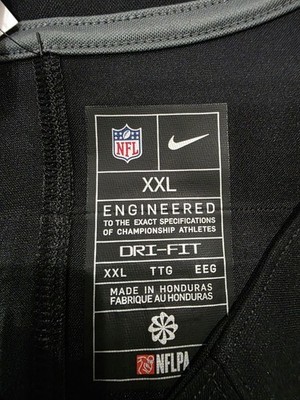 NFL
XXL
ENGINEERED
TO THE EXACT SPECIFICATIONS
OF CHAMPIONSHIP ATHLETES
DRI-FIT
XXL TTG EEG
MADE IN HONDURAS
FABRIQUE AU HONDURAS
NFLPA